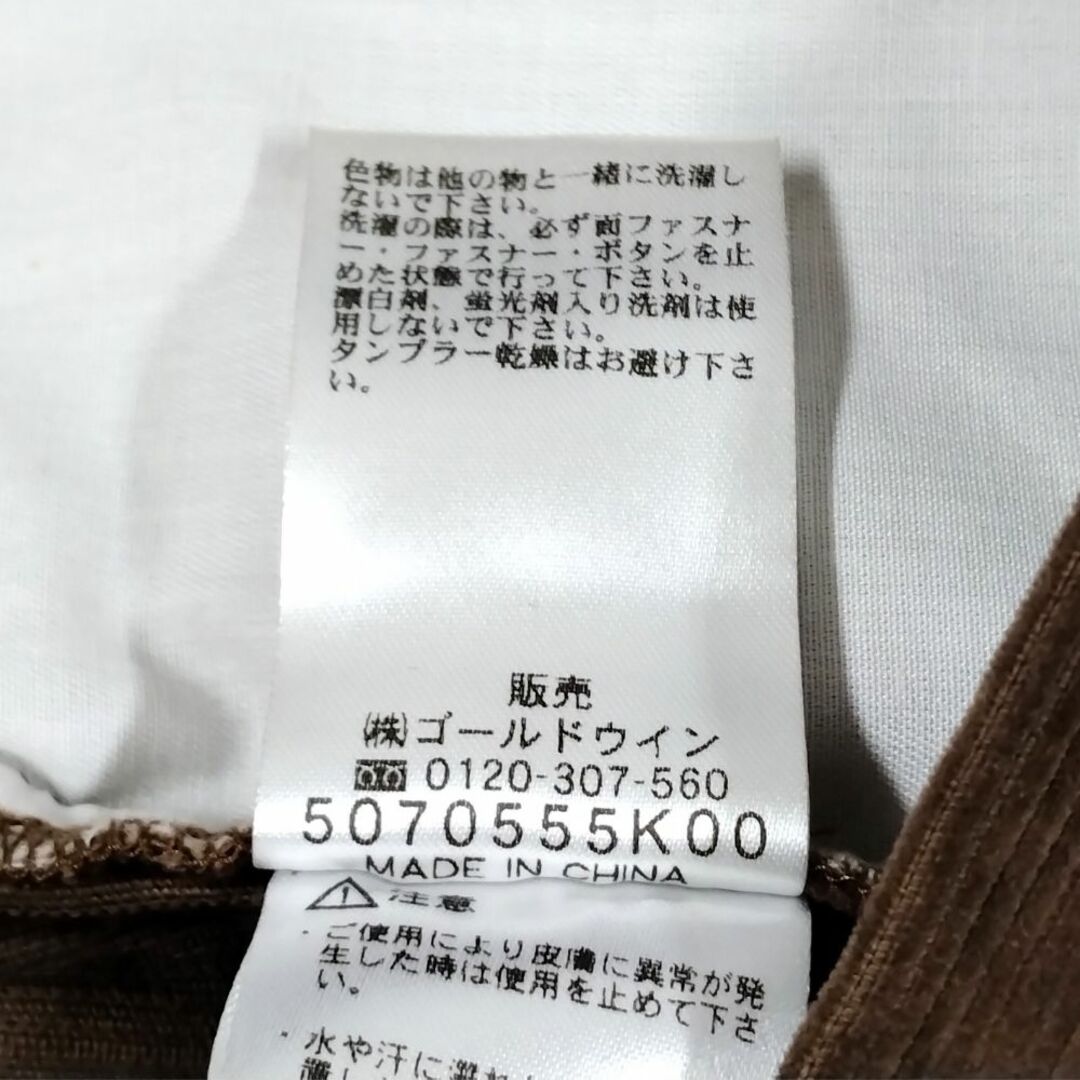 色物は他の物と一緒に洗濯し
ないで下さい。
洗濯の際は、必ず面ファスナ
ー・ファスナー・ボタンを止
めた状態で行って下さい。
漂白剤、蛍光剤入り洗剤は使
用しないで下さい。
タンブラー乾燥はお避け下さ
い。
販売
(株)ゴールドウイン
0120-307-560
5070555K00
MADE IN CHINA
注意
・ご使用により皮膚に異常が発
生した時は使用を止めて下さ
い。
・水や汗に濡れ